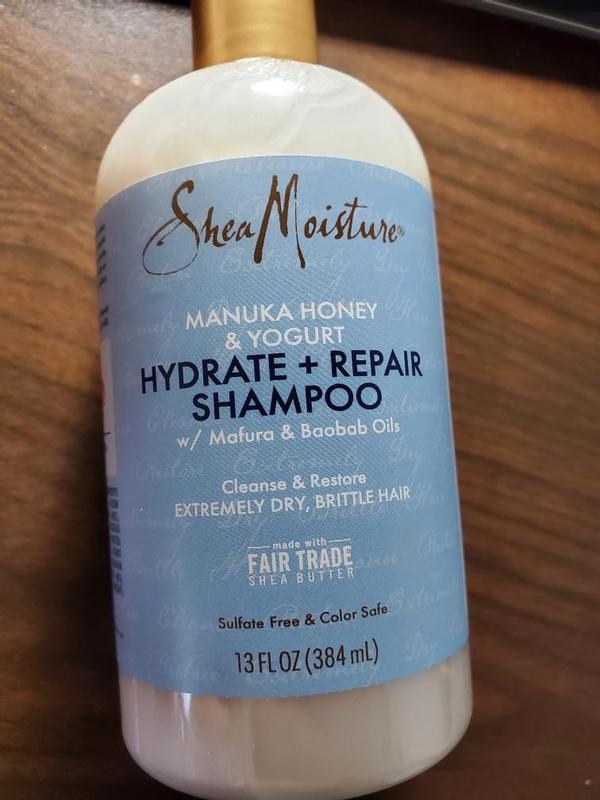 SheaMoisture®
MANUKA HONEY
& YOGURT
HYDRATE + REPAIR
SHAMPOO
w/ Mafura & Baobab Oils
Cleanse & Restore
EXTREMELY DRY, BRITTLE HAIR
made with
FAIR TRADE
SHEA BUTTER
Sulfate Free & Color Safe
13 FL OZ (384 mL)